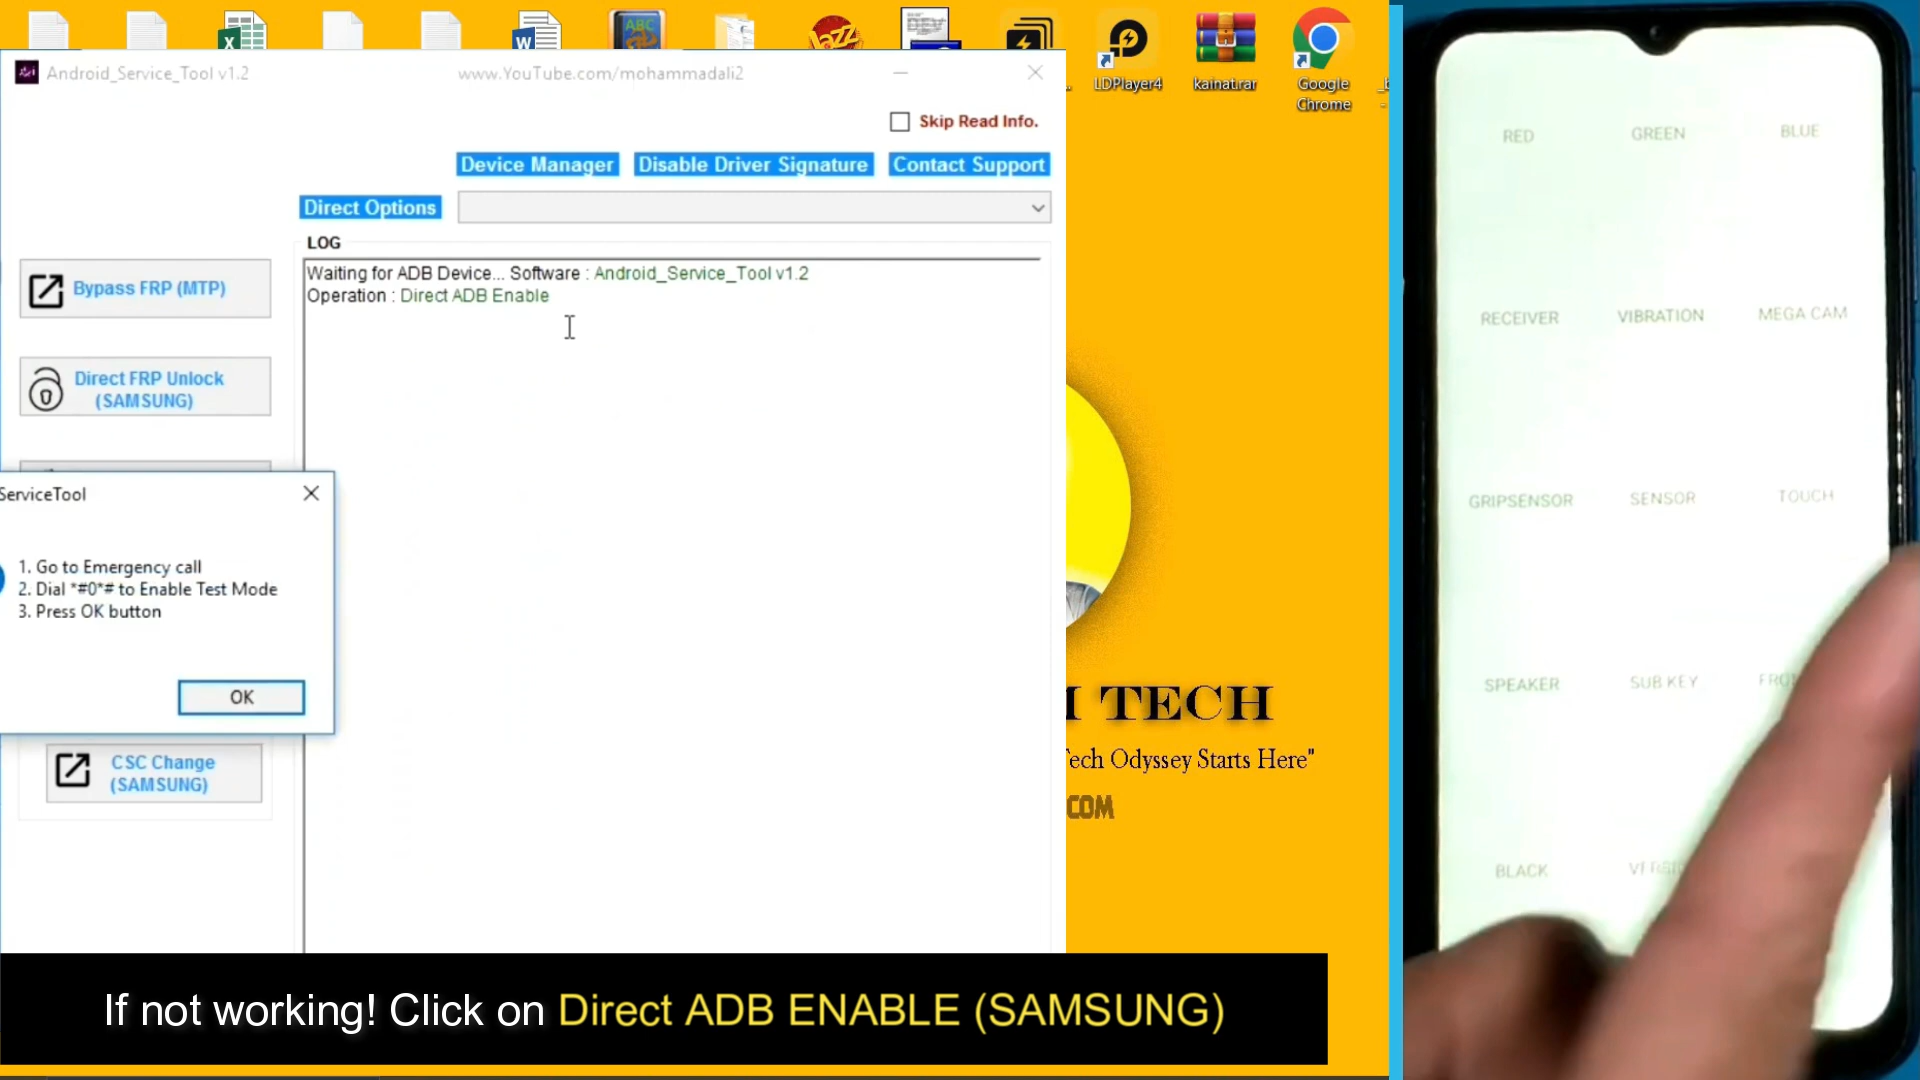 LDPlayer4
kainat.rar
Google
Chrome
Android_Service_Tool v1.2
www.YouTube.com/mohammadali2
Skip Read Info.
Device Manager
Disable Driver Signature
Contact Support
Direct Options
LOG
Waiting for ADB Device... Software : Android_Service_Tool v1.2
Operation : Direct ADB Enable
Bypass FRP (MTP)
Direct FRP Unlock
(SAMSUNG)
ServiceTool
1. Go to Emergency call
2. Dial *#0*# to Enable Test Mode
3. Press OK button
OK
CSC Change
(SAMSUNG)
TECH
Tech Odyssey Starts Here"
.COM
If not working! Click on Direct ADB ENABLE (SAMSUNG)
RED GREEN BLUE
RECEIVER VIBRATION MEGA CAM
GRIPSENSOR SENSOR TOUCH
SPEAKER SUB KEY
BLACK